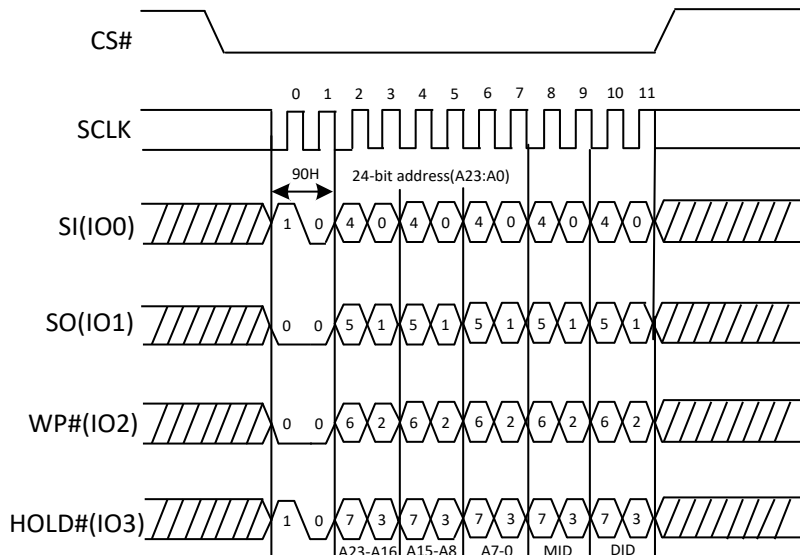 CS#
0 1 2 3 4 5 6 7 8 9 10 11
SCLK
90H 24-bit address(A23:A0)
SI(IO0) 1 0 4 0 4 0 4 0 4 0 4 0
SO(IO1) 0 0 5 1 5 1 5 1 5 1 5 1
WP#(IO2) 0 0 6 2 6 2 6 2 6 2 6 2
HOLD#(IO3) 1 0 7 3 7 3 7 3 7 3 7 3
A23-A16 A15-A8 A7-0 MID DID